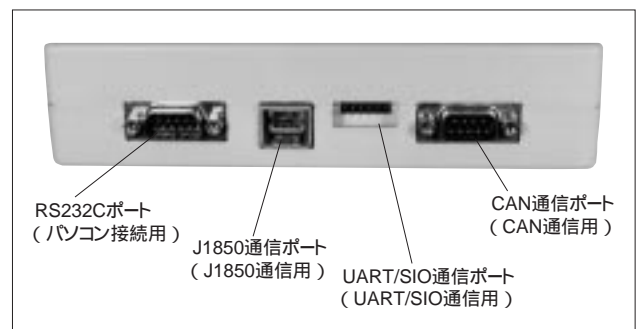 RS232Cポート
(パソコン接続用)
J1850通信ポート
(J1850通信用)
UART/SIO通信ポート
(UART/SIO通信用)
CAN通信ポート
(CAN通信用)